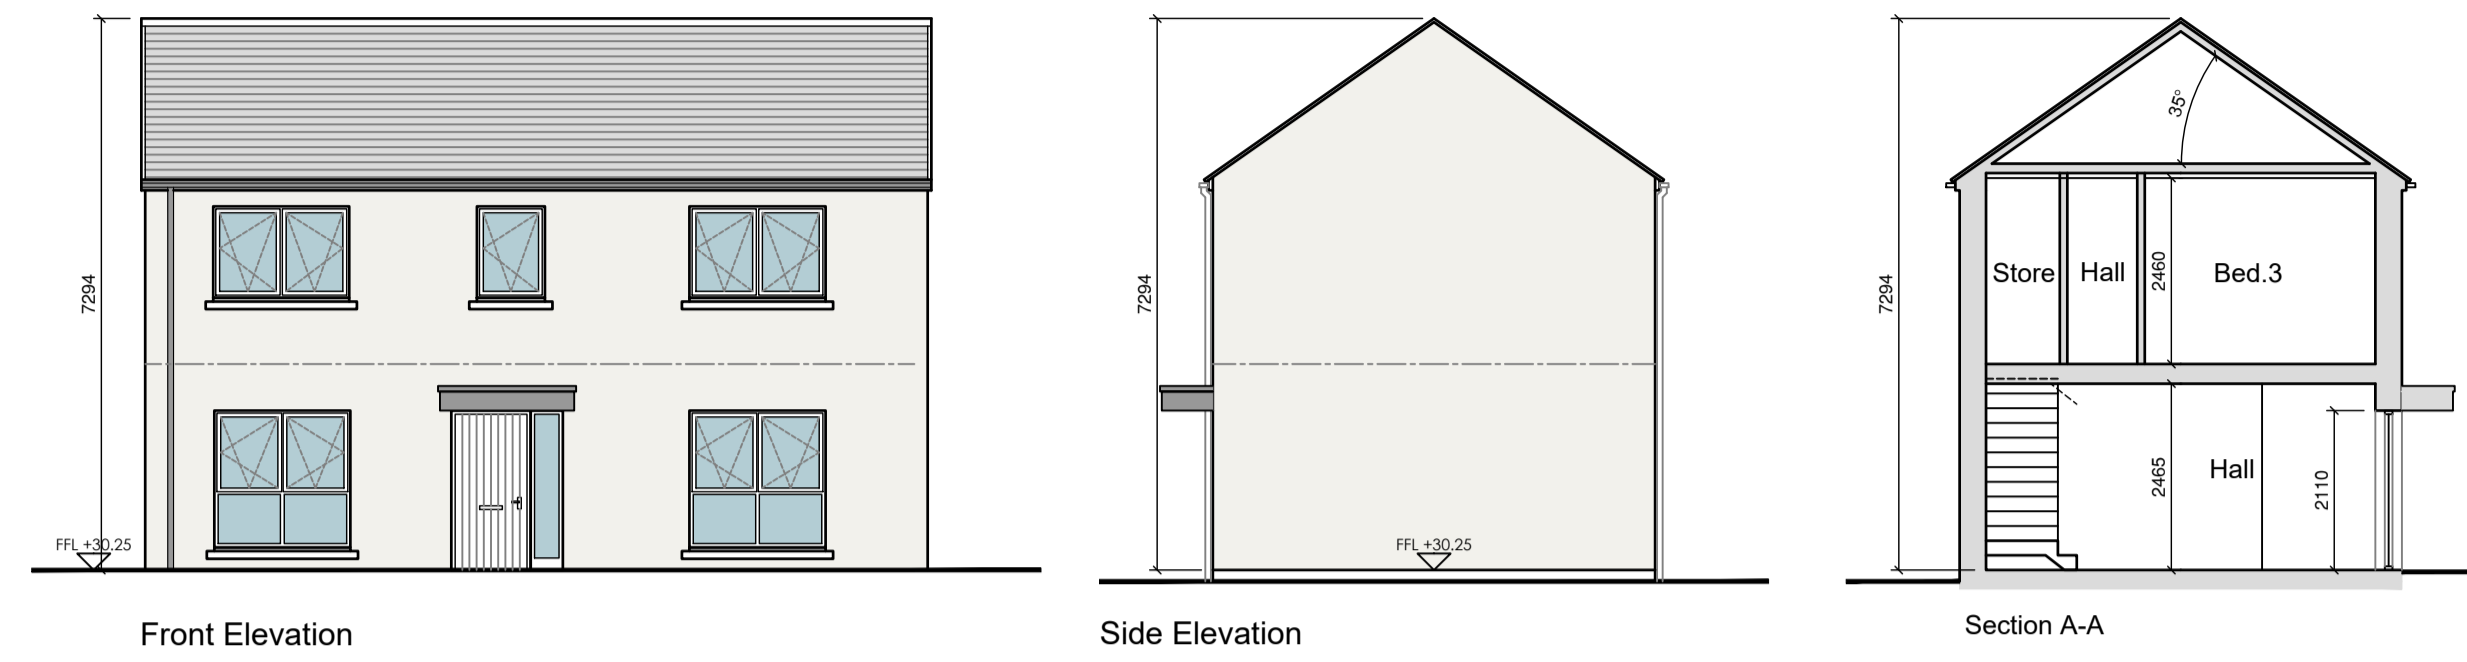 7294
FFL +30.25
Front Elevation
7294
FFL +30.25
Side Elevation
7294
35°
Store
Hall
2460
Bed.3
2465
Hall
2110
Section A-A